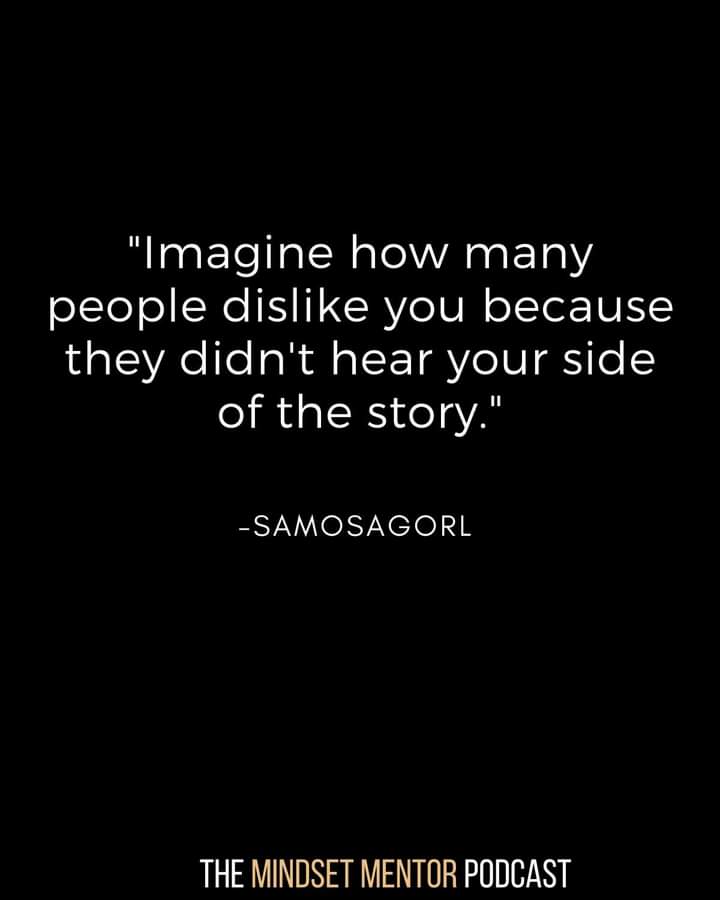 "Imagine how many
people dislike you because
they didn't hear your side
of the story."
-SAMOSAGORL
THE MINDSET MENTOR PODCAST